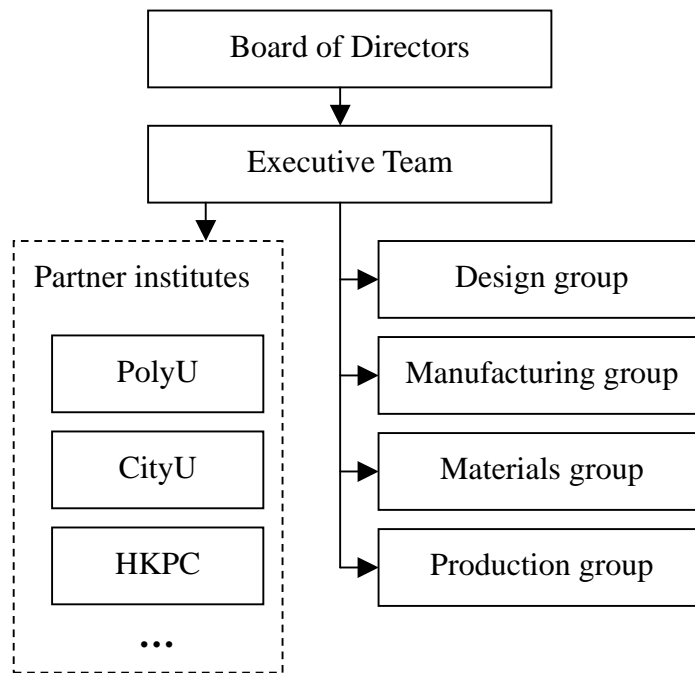 Board of Directors
Executive Team
Partner institutes
PolyU
CityU
HKPC
...
Design group
Manufacturing group
Materials group
Production group